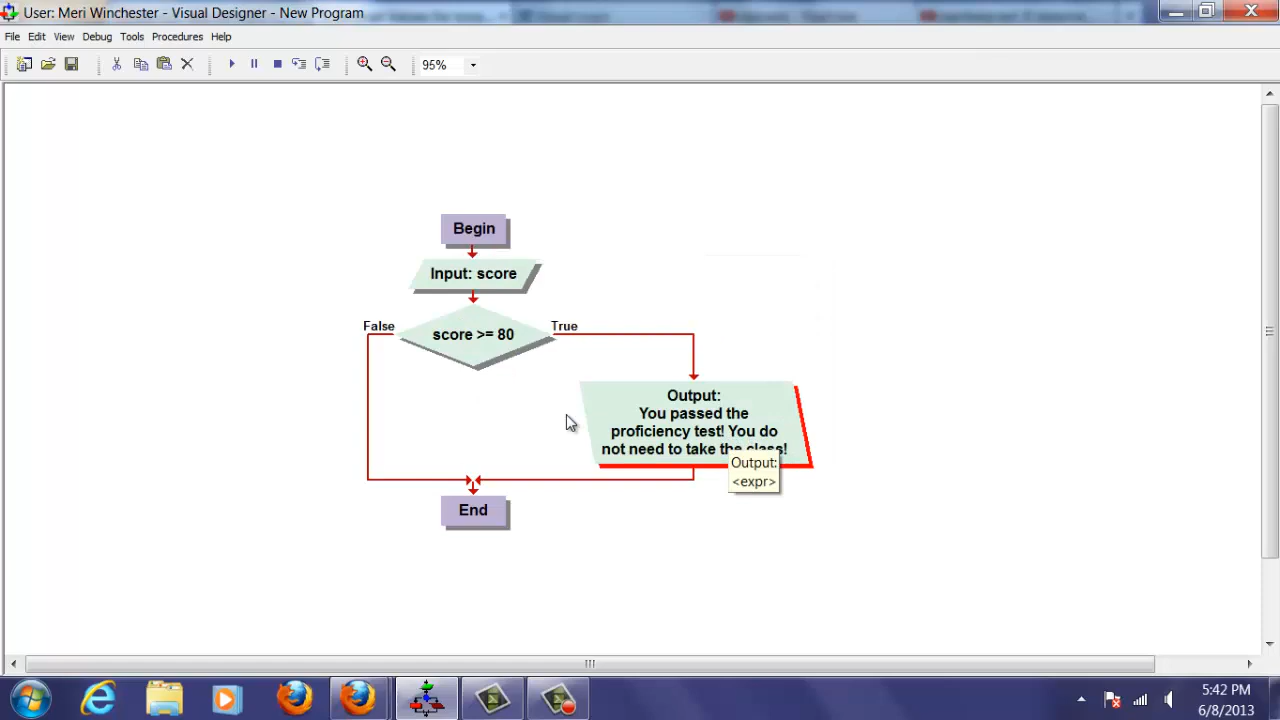 User: Meri Winchester - Visual Designer - New Program
File Edit View Debug Tools Procedures Help
95%
Begin
Input: score
False
True
score >= 80
Output:
You passed the
proficiency test! You do
not need to take the class!
Output:
<expr>
End
5:42 PM
6/8/2013